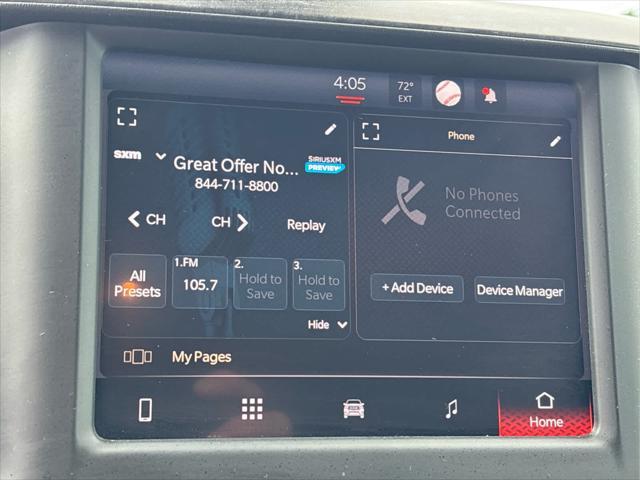 4:05
72°
EXT
sxm
Great Offer No...
SIRIUSXM
PREVIEW
844-711-8800
CH
CH
Replay
All
Presets
1.FM
105.7
2.
Hold to
Save
3.
Hold to
Save
Hide
Phone
No Phones
Connected
+ Add Device
Device Manager
My Pages
Home